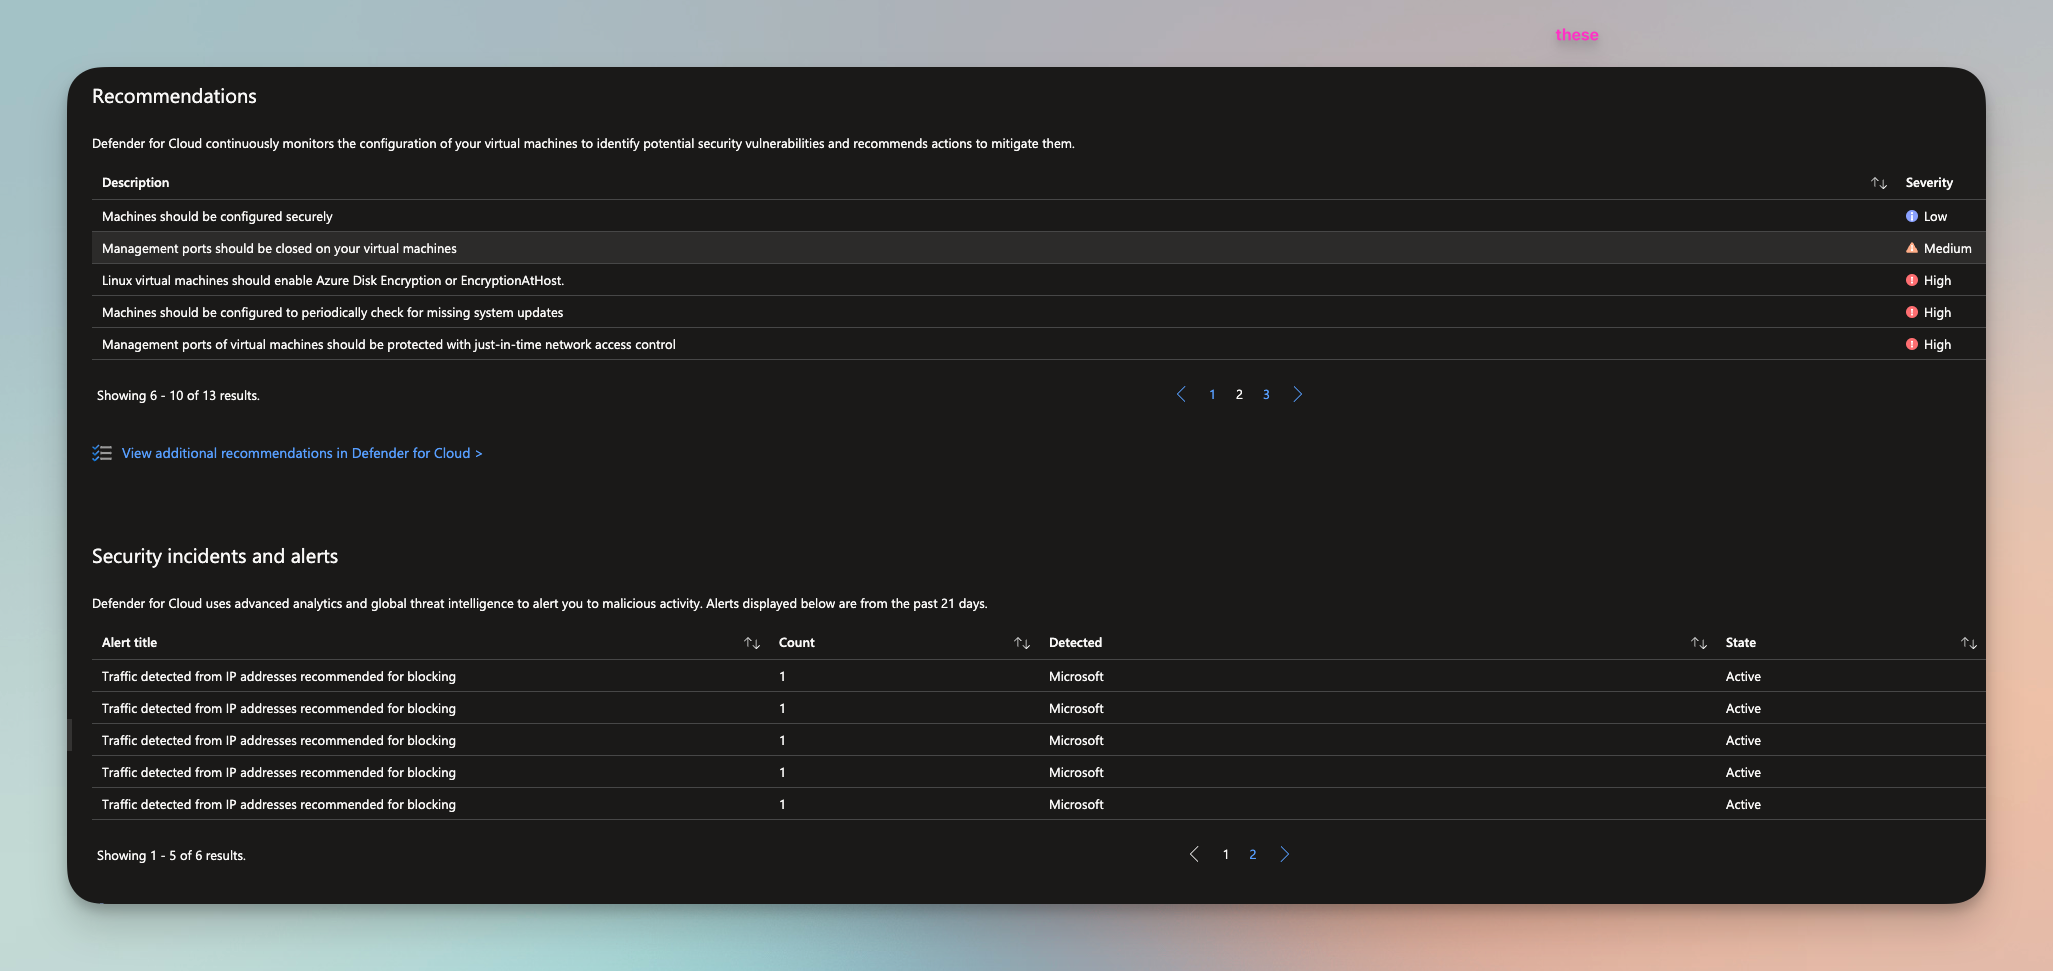 these
Recommendations
Defender for Cloud continuously monitors the configuration of your virtual machines to identify potential security vulnerabilities and recommends actions to mitigate them.
Description Severity
Machines should be configured securely Low
Management ports should be closed on your virtual machines Medium
Linux virtual machines should enable Azure Disk Encryption or EncryptionAtHost. High
Machines should be configured to periodically check for missing system updates High
Management ports of virtual machines should be protected with just-in-time network access control High
Showing 6 - 10 of 13 results. 1 2 3
View additional recommendations in Defender for Cloud >
Security incidents and alerts
Defender for Cloud uses advanced analytics and global threat intelligence to alert you to malicious activity. Alerts displayed below are from the past 21 days.
Alert title Count Detected State
Traffic detected from IP addresses recommended for blocking 1 Microsoft Active
Traffic detected from IP addresses recommended for blocking 1 Microsoft Active
Traffic detected from IP addresses recommended for blocking 1 Microsoft Active
Traffic detected from IP addresses recommended for blocking 1 Microsoft Active
Traffic detected from IP addresses recommended for blocking 1 Microsoft Active
Showing 1 - 5 of 6 results. 1 2